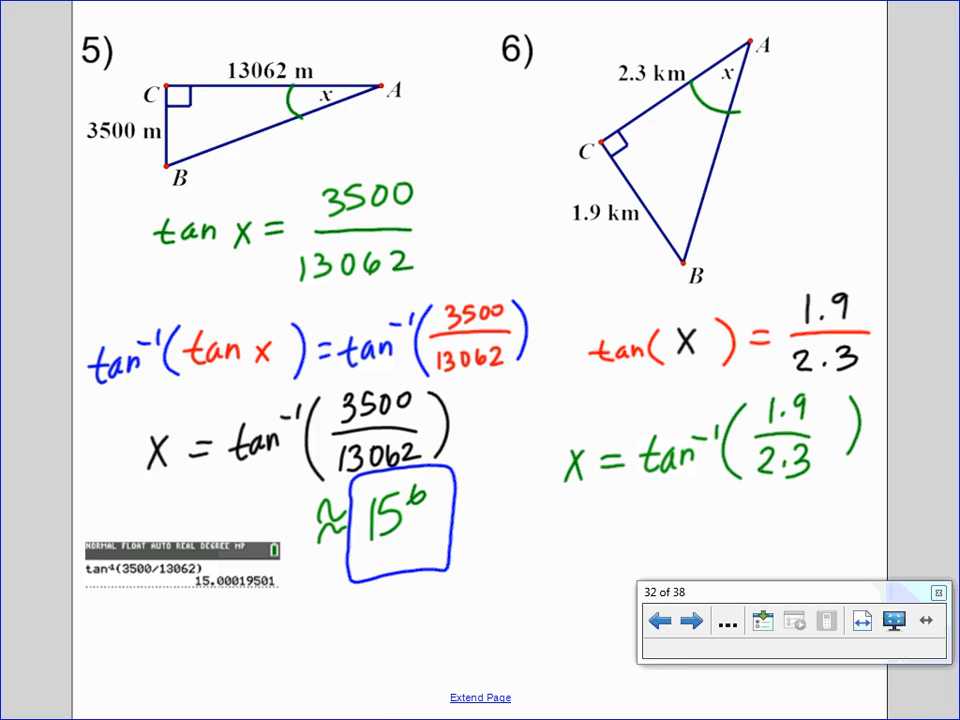 5)
13062 m
C
x
A
3500 m
B
tan x = 3500 / 13062
tan⁻¹(tan x) = tan⁻¹(3500 / 13062)
x = tan⁻¹(3500 / 13062)
≈ 15°
NORMAL FLOAT AUTO REAL DEGREE MP
tan⁻¹(3500/13062)
15.00019501
6)
A
2.3 km
x
C
1.9 km
B
tan(x) = 1.9 / 2.3
x = tan⁻¹(1.9 / 2.3)
32 of 38
...
Extend Page